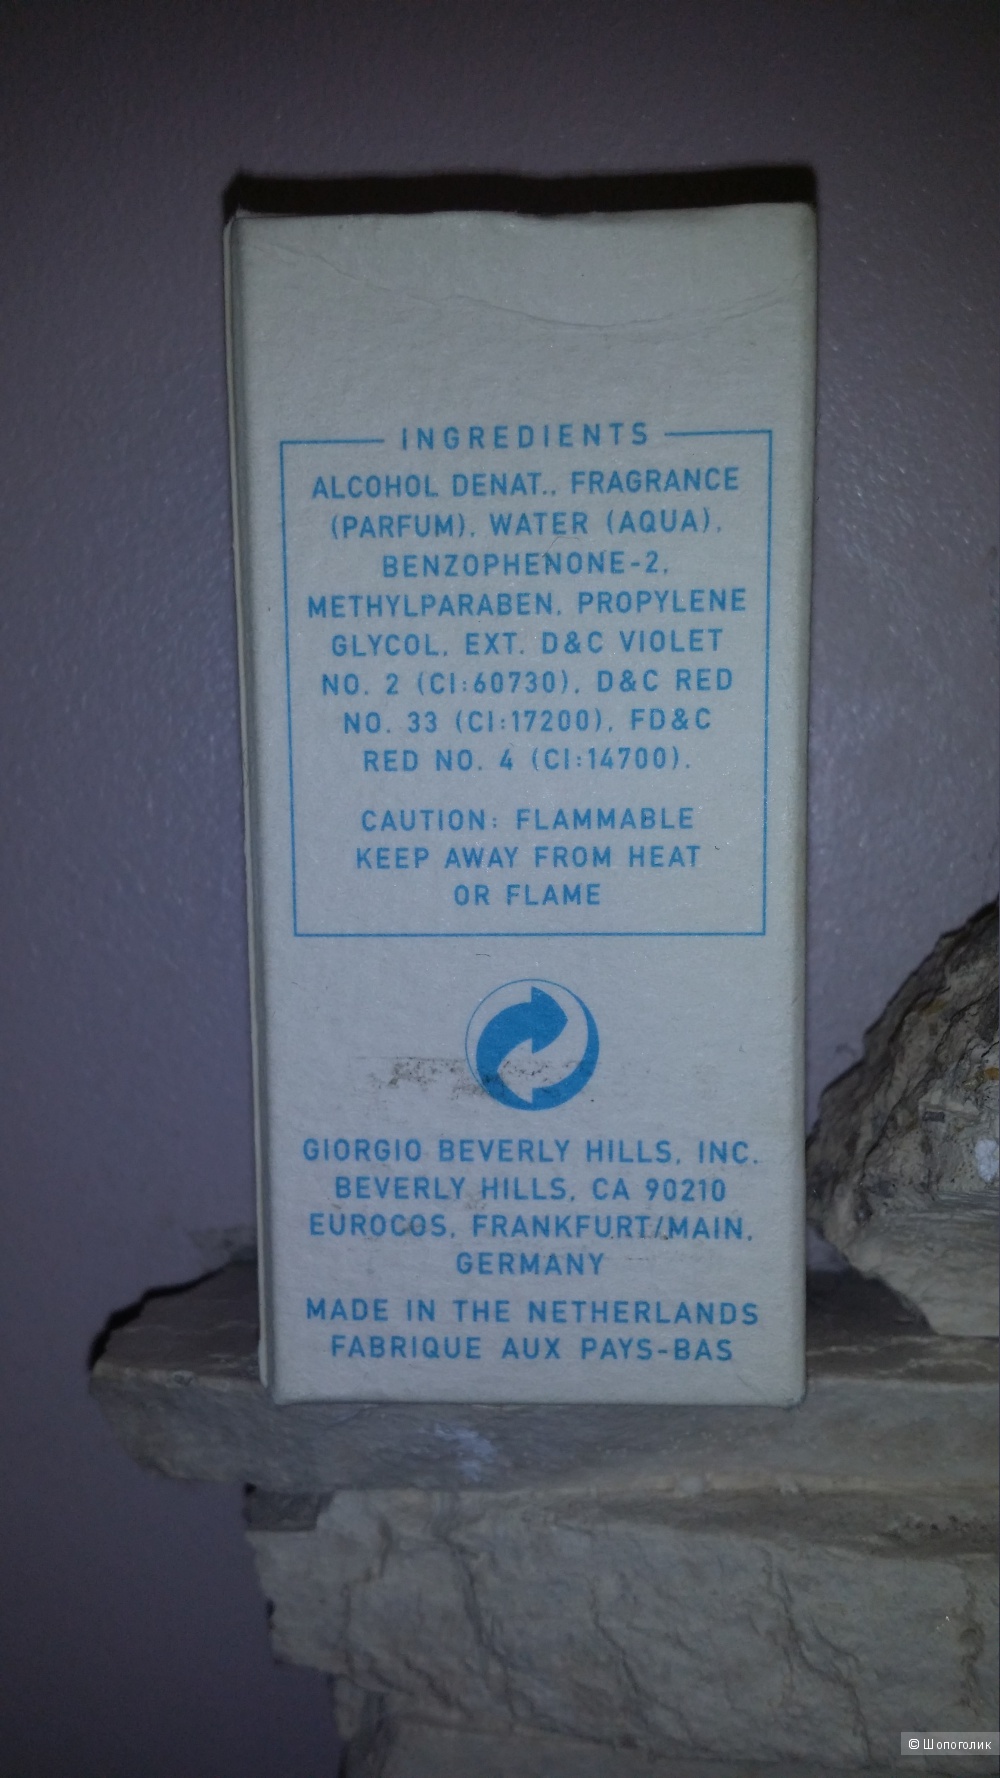 INGREDIENTS
ALCOHOL DENAT., FRAGRANCE
(PARFUM), WATER (AQUA),
BENZOPHENONE-2,
METHYLPARABEN, PROPYLENE
GLYCOL, EXT. D&C VIOLET
NO. 2 (CI:60730), D&C RED
NO. 33 (CI:17200), FD&C
RED NO. 4 (CI:14700).
CAUTION: FLAMMABLE
KEEP AWAY FROM HEAT
OR FLAME
GIORGIO BEVERLY HILLS, INC.
BEVERLY HILLS, CA 90210
EUROCOS, FRANKFURT/MAIN,
GERMANY
MADE IN THE NETHERLANDS
FABRIQUE AUX PAYS-BAS
© Шопоголик